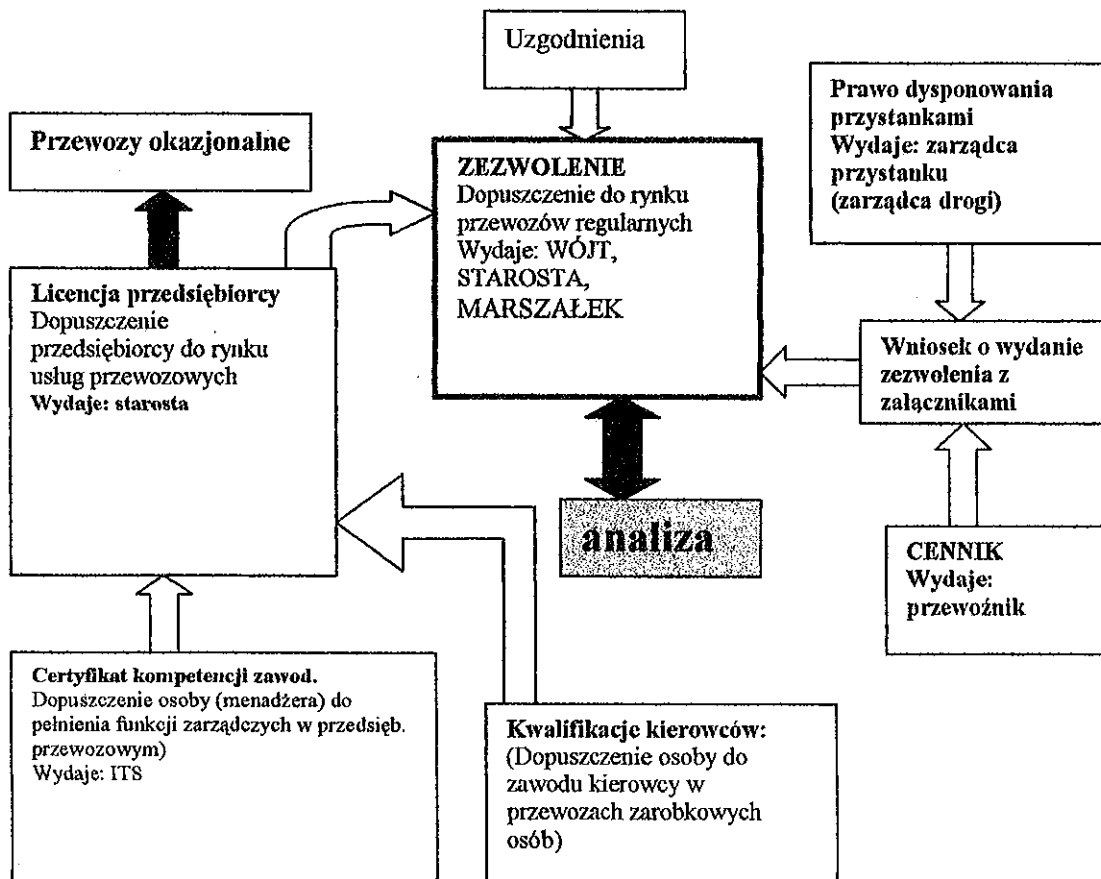 Uzgodnienia
Przewozy okazjonalne
ZEZWOLENIE
Dopuszczenie do rynku
przewozów regularnych
Wydaje: WÓJT,
STAROSTA,
MARSZAŁEK
Prawo dysponowania
przystankami
Wydaje: zarządca
przystanku
(zarządca drogi)
Licencja przedsiębiorcy
Dopuszczenie
przedsiębiorcy do rynku
usług przewozowych
Wydaje: starosta
Wniosek o wydanie
zezwolenia z
załącznikami
analiza
CENNIK
Wydaje:
przewoźnik
Certyfikat kompetencji zawod.
Dopuszczenie osoby (menadżera) do
pełnienia funkcji zarządczych w przedsięb.
przewozowym)
Wydaje: ITS
Kwalifikacje kierowców:
(Dopuszczenie osoby do
zawodu kierowcy w
przewozach zarobkowych
osób)